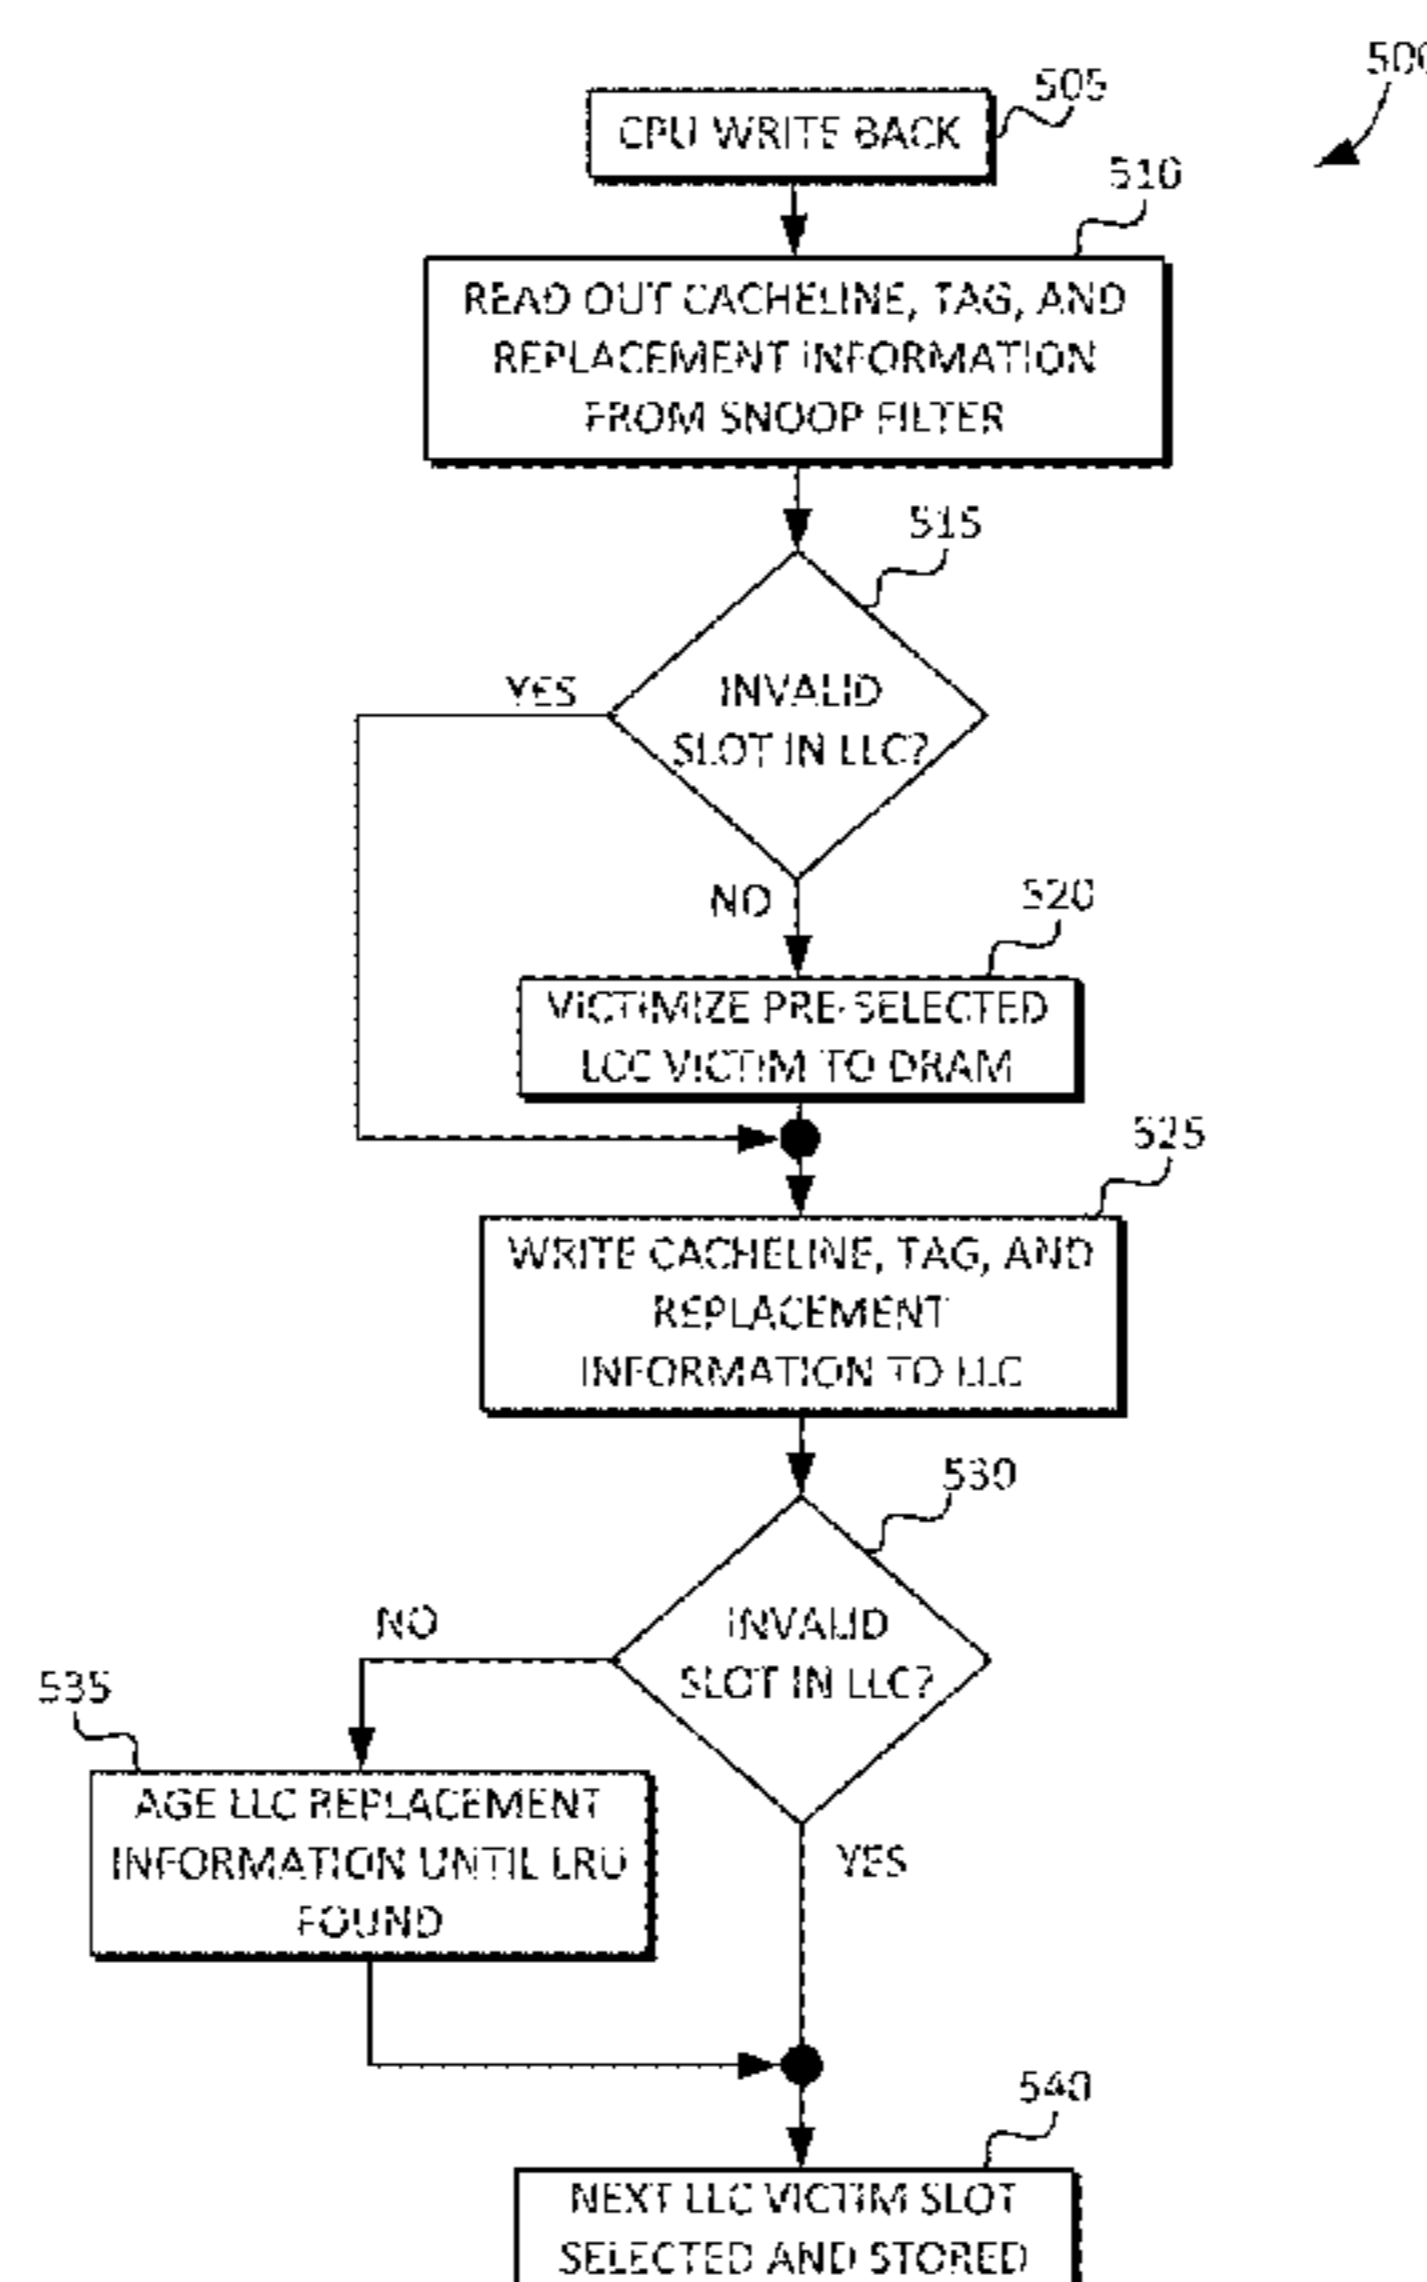 500
505
CPU WRITE BACK
510
READ OUT CACHELINE, TAG, AND
REPLACEMENT INFORMATION
FROM SNOOP FILTER
515
YES
INVALID
SLOT IN LLC?
NO
520
VICTIMIZE PRE-SELECTED
LCC VICTIM TO DRAM
525
WRITE CACHELINE, TAG, AND
REPLACEMENT
INFORMATION TO LLC
530
NO
INVALID
SLOT IN LLC?
535
AGE LLC REPLACEMENT
INFORMATION UNTIL LRU
FOUND
YES
540
NEXT LLC VICTIM SLOT
SELECTED AND STORED